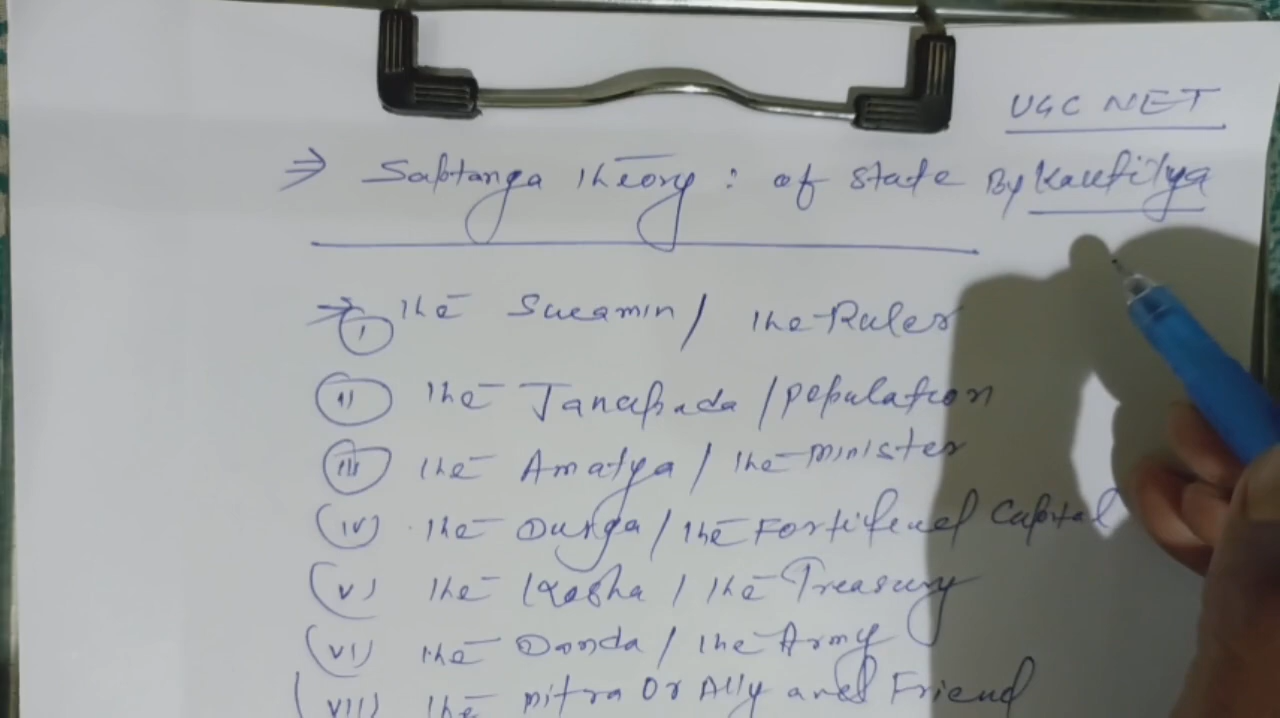 UGC NET
⇒ Saptanga Theory : of State By Kautilya
→ (i) The Swamin / The Ruler
(ii) The Janapada / population
(iii) The Amatya / The Minister
(iv) The Durga / The Fortified Capital
(v) The Kosha / The Treasury
(vi) The Danda / The Army
(vii) The Mitra Or Ally and Friend